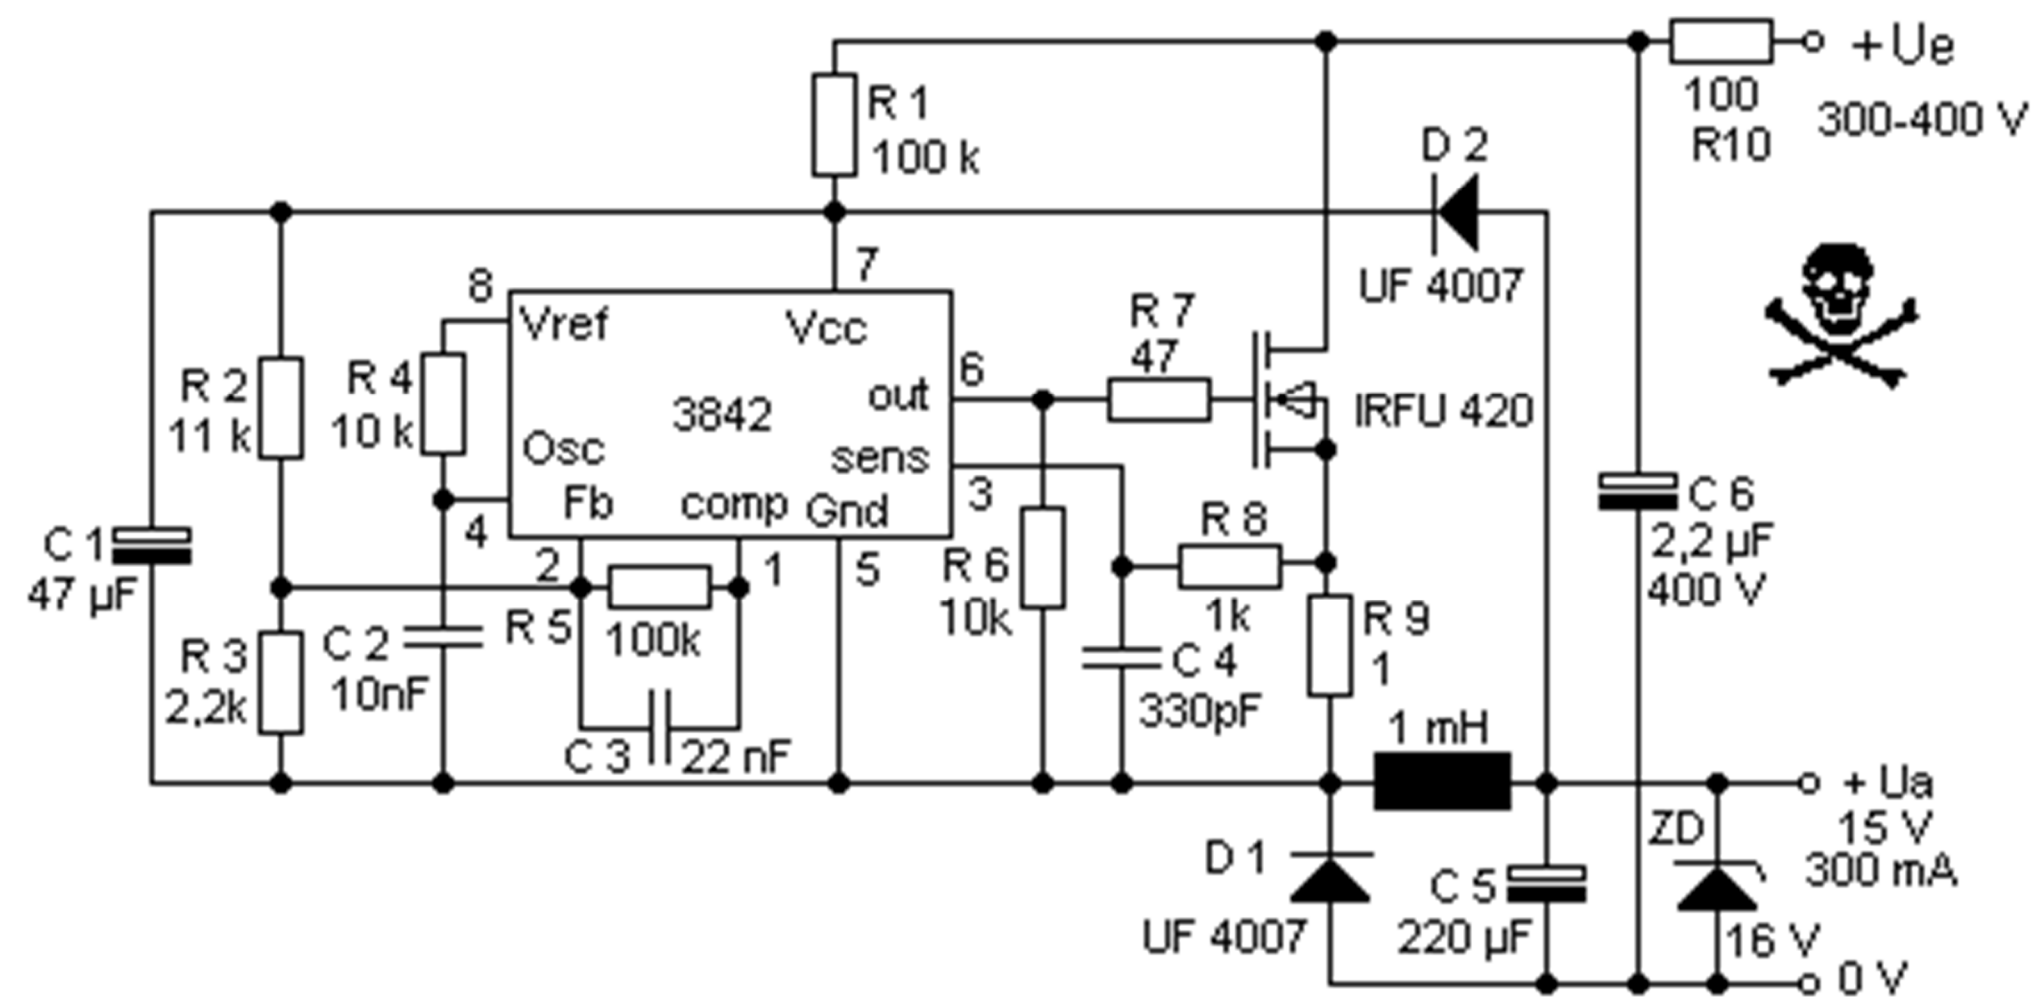 +Ue
300-400 V
100
R10
R 1
100 k
D 2
UF 4007
7
8
Vref
Vcc
R 7
47
6
out
3842
R 2
11 k
R 4
10 k
IRFU 420
Osc
sens
Fb
comp
Gnd
4
3
2
1
5
C 1
47 µF
R 6
10k
R 8
1k
C 6
2,2 µF
400 V
R 5
100k
R 9
1
R 3
2,2k
C 2
10nF
C 4
330pF
C 3
22 nF
1 mH
+ Ua
15 V
300 mA
ZD
D 1
UF 4007
C 5
220 µF
16 V
0 V